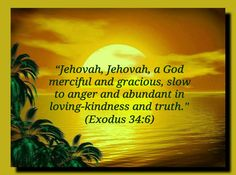 “Jehovah, Jehovah, a God
merciful and gracious, slow
to anger and abundant in
loving-kindness and truth."
(Exodus 34:6)